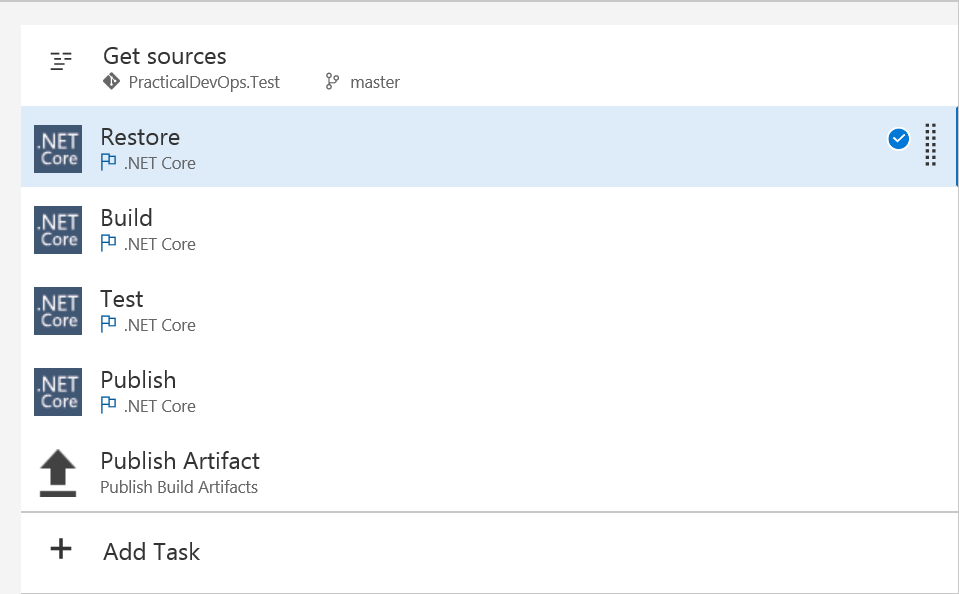 Get sources
PracticalDevOps.Test master
.NET Core
Restore
.NET Core
.NET Core
Build
.NET Core
.NET Core
Test
.NET Core
.NET Core
Publish
.NET Core
Publish Artifact
Publish Build Artifacts
Add Task